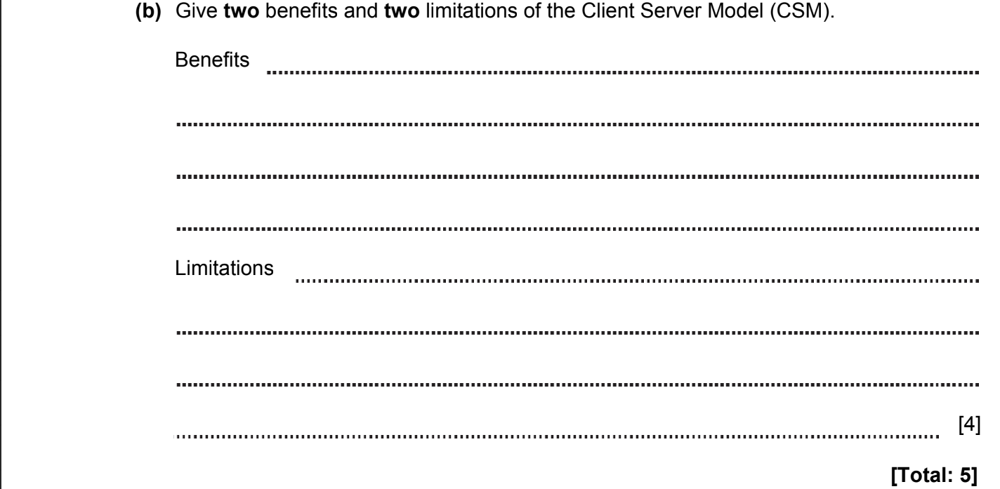 (b) Give two benefits and two limitations of the Client Server Model (CSM).
Benefits
Limitations
[4]
[Total: 5]